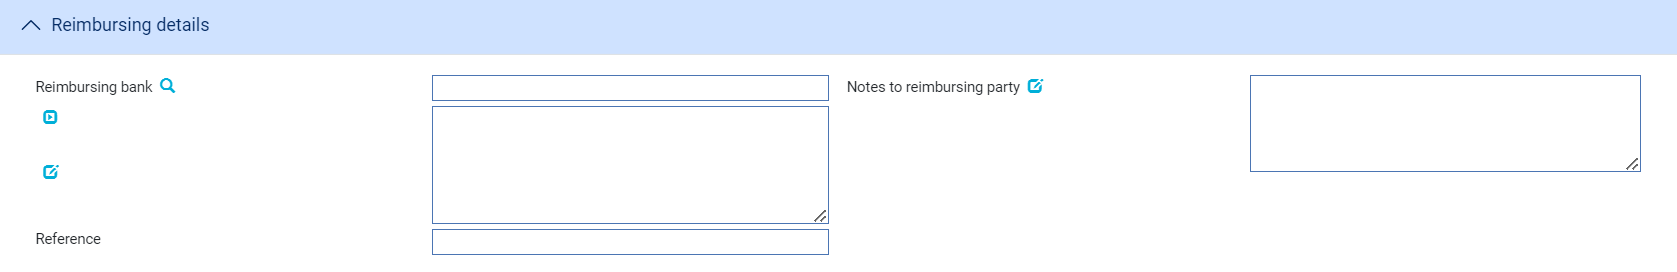 Reimbursing details
Reimbursing bank
Notes to reimbursing party
Reference